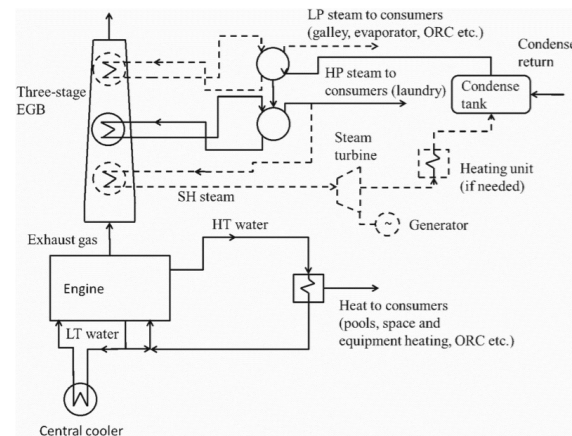 LP steam to consumers
(galley, evaporator, ORC etc.)
Condense
return
Three-stage
EGB
HP steam to
consumers (laundry)
Condense
tank
Steam
turbine
Heating unit
(if needed)
SH steam
~
Generator
Exhaust gas
HT water
Engine
Heat to consumers
(pools, space and
equipment heating, ORC etc.)
LT water
Central cooler